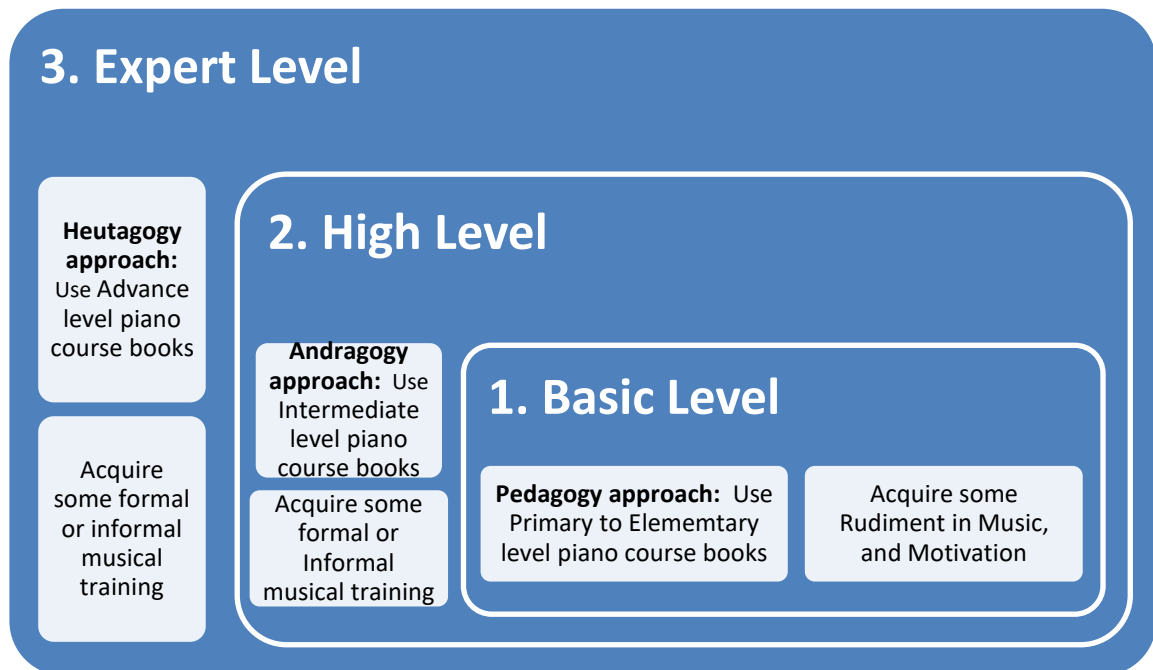 3. Expert Level
Heutagogy
approach:
Use Advance
level piano
course books
Acquire
some formal
or informal
musical
training
2. High Level
Andragogy
approach: Use
Intermediate
level piano
course books
Acquire some
formal or
Informal
musical training
1. Basic Level
Pedagogy approach: Use
Primary to Elememtary
level piano course books
Acquire some
Rudiment in Music,
and Motivation